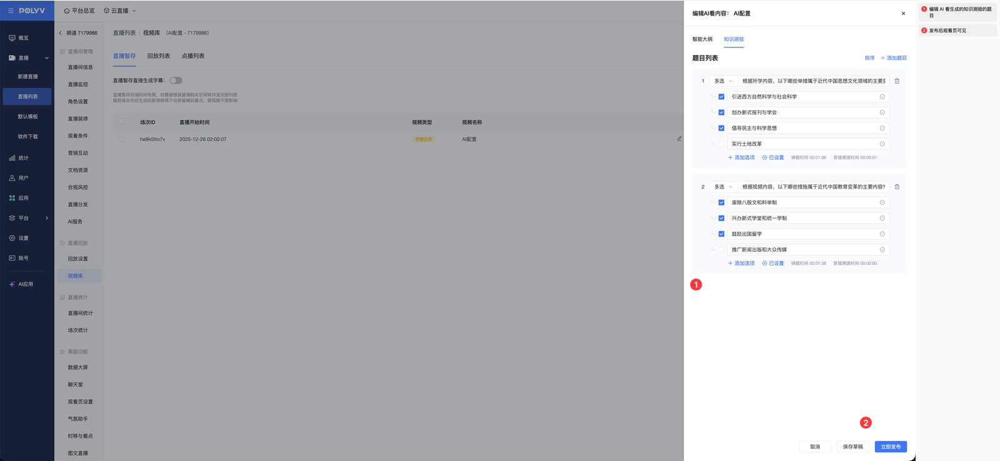 POLYV
平台总览
云直播
概览
直播
新建直播
直播列表
默认模板
软件下载
统计
用户
应用
平台
设置
账号
AI应用
频道 7179986
直播间管理
直播间信息
直播监控
角色设置
直播装修
观看条件
营销互动
文档资源
合规风控
直播分发
AI服务
直播回放
回放设置
视频库
直播统计
直播间统计
场次统计
高级功能
数据大屏
聊天室
观看页设置
气氛助手
时移与看点
图文直播
直播列表 / 视频库 (AI配置 - 7179986)
直播暂存 回放列表 点播列表
直播暂存直接生成字幕：
直播暂存存储时间有限，如需继续保留请购买空间转存至回放列表
裁剪或合并后生成的新视频将不会保留精彩看点，原视频不受影响
场次ID 直播开始时间 视频类型 视频名称
he8k5tto7v 2025-12-26 02:00:07 完整回放 AI配置
编辑AI看内容： AI配置
智能大纲 知识测验
题目列表 排序 + 添加题目
1 多选 根据所学内容，以下哪些举措属于近代中国思想文化领域的主要变
引进西方自然科学与社会科学
创办新式报刊与学会
倡导民主与科学思想
实行土地改革
+ 添加选项 已设置 弹题时间 00:01:06 答错溯源时间 00:00:01
2 多选 根据视频内容，以下哪些措施属于近代中国教育变革的主要内容?
废除八股文和科举制
兴办新式学堂和统一学制
鼓励出国留学
推广新闻出版和大众传媒
+ 添加选项 已设置 弹题时间 00:01:38 答错溯源时间 00:00:00
1
2
取消 保存草稿 立即发布
1 编辑 AI 看生成的知识测验的题
目
2 发布后观看页可见